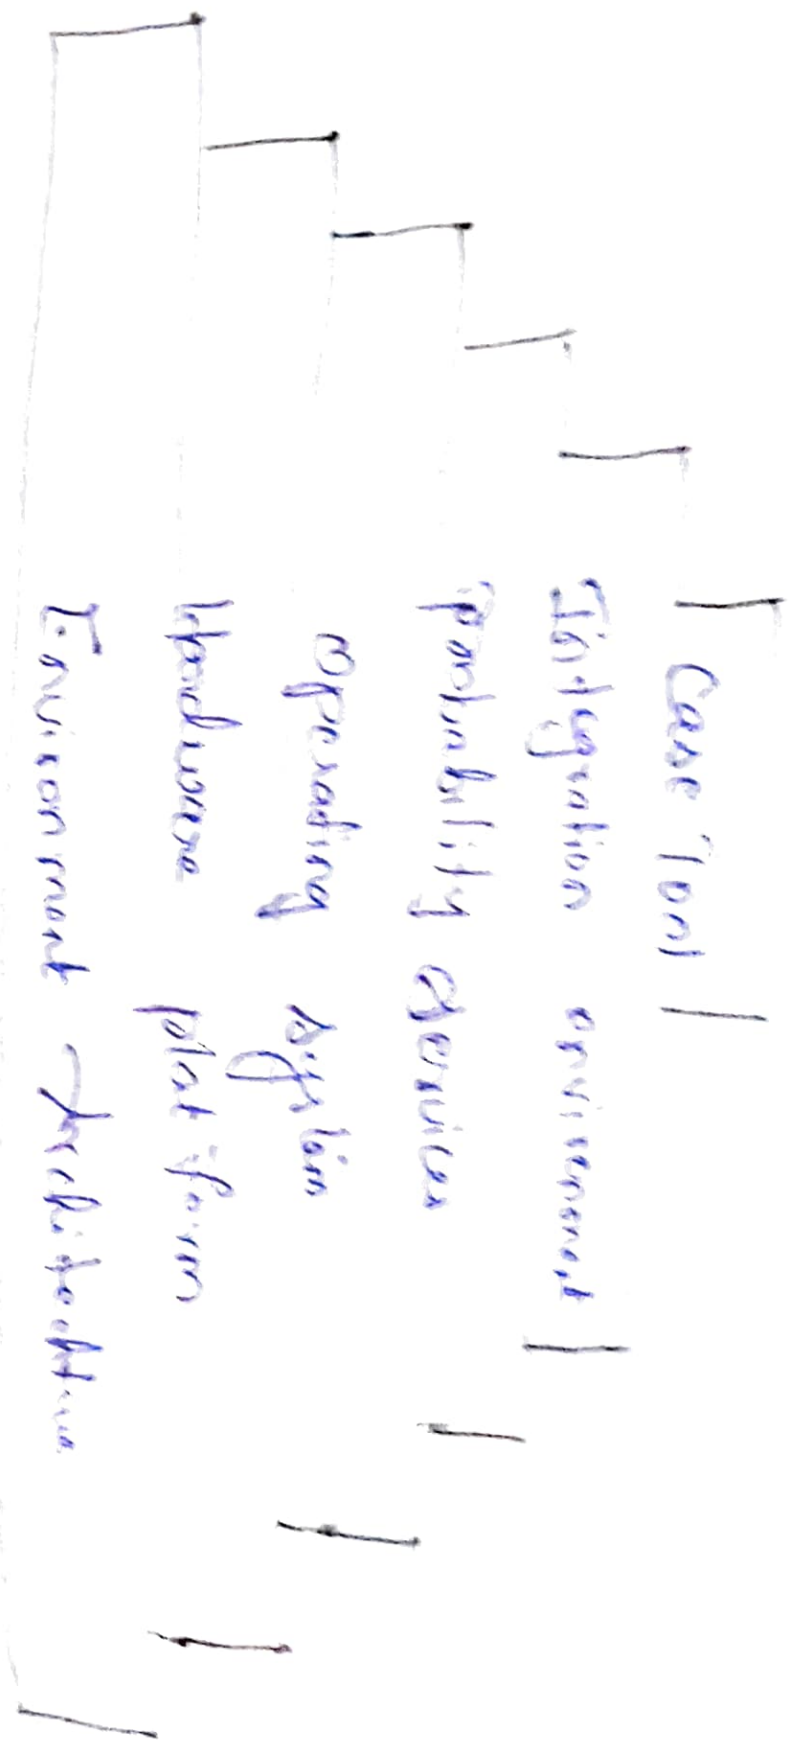 Case Tool
Integration environment
portability services
Operating system
Hardware platform
Environment Architecture